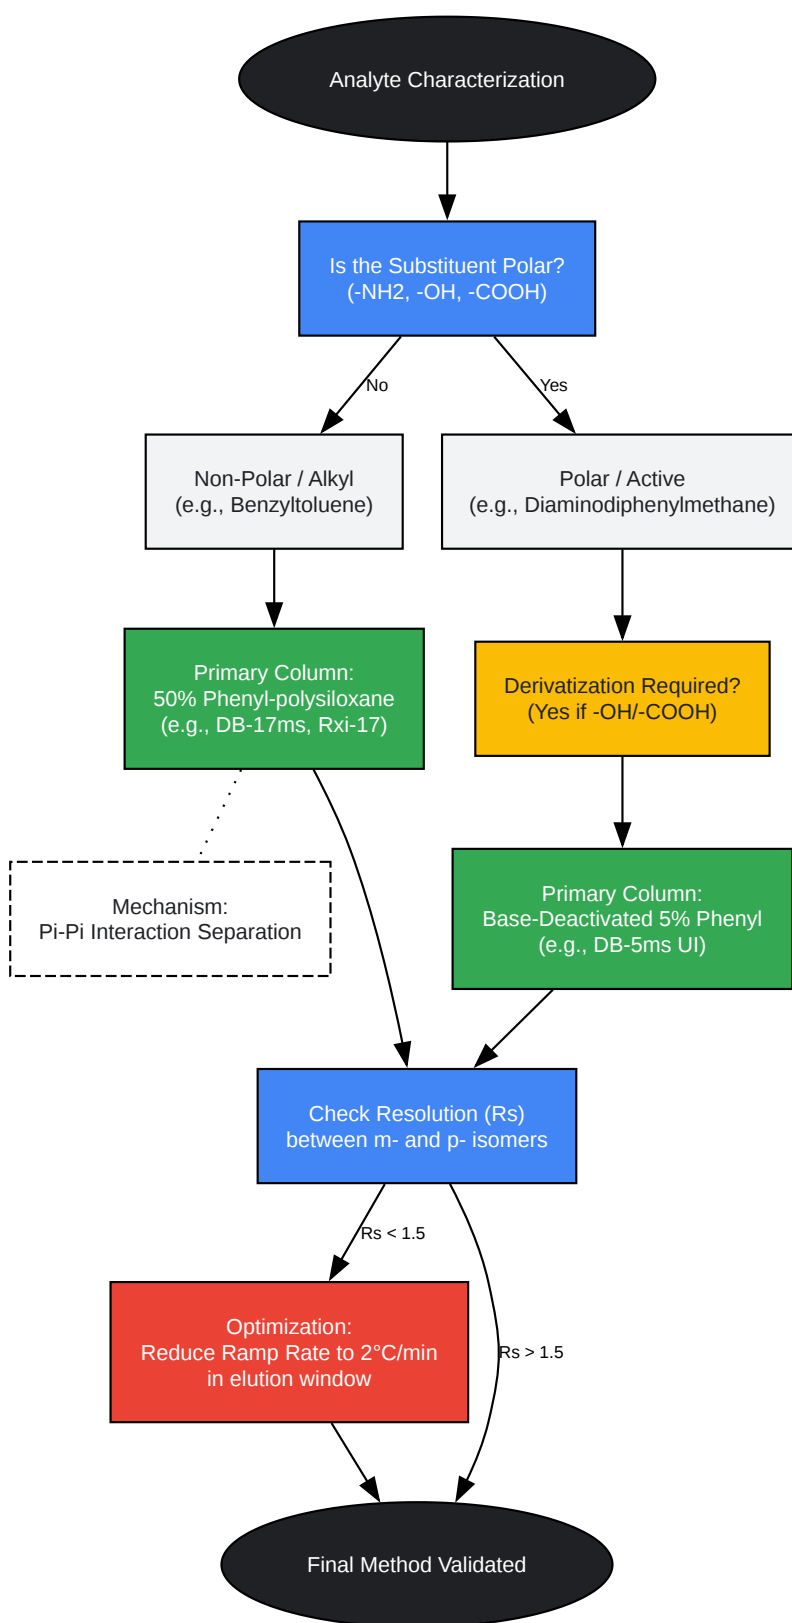 Analyte Characterization
Is the Substituent Polar?
(-NH2, -OH, -COOH)
No
Yes
Non-Polar / Alkyl
(e.g., Benzyltoluene)
Polar / Active
(e.g., Diaminodiphenylmethane)
Primary Column:
50% Phenyl-polysiloxane
(e.g., DB-17ms, Rxi-17)
Derivatization Required?
(Yes if -OH/-COOH)
Mechanism:
Pi-Pi Interaction Separation
Primary Column:
Base-Deactivated 5% Phenyl
(e.g., DB-5ms UI)
Check Resolution (Rs)
between m- and p- isomers
Rs < 1.5
Optimization:
Reduce Ramp Rate to 2°C/min
in elution window
Rs > 1.5
Final Method Validated